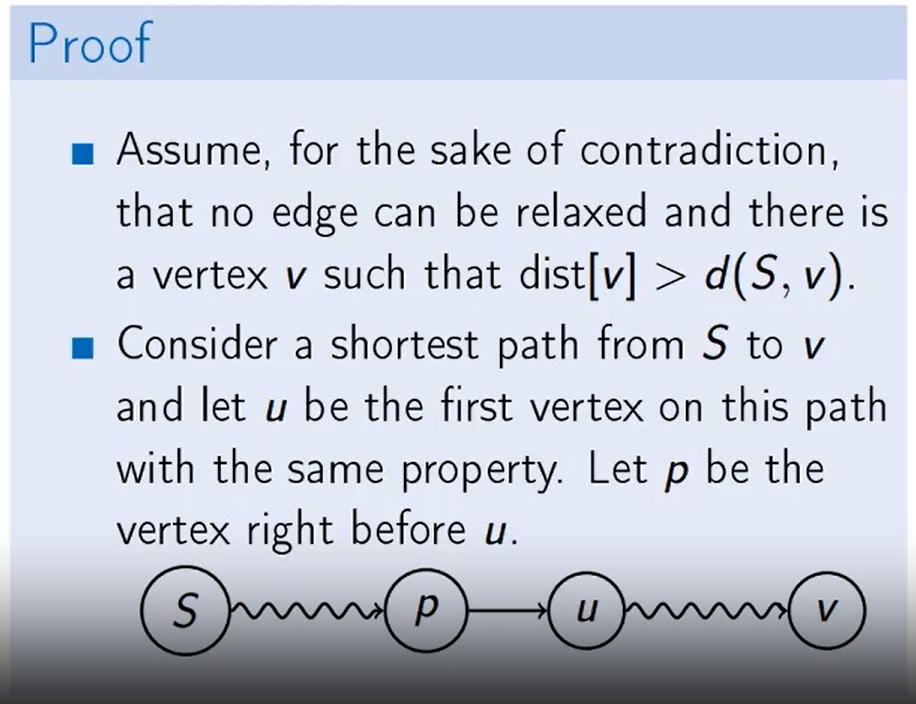 Proof
■ Assume, for the sake of contradiction,
that no edge can be relaxed and there is
a vertex v such that dist[v] > d(S, v).
■ Consider a shortest path from S to v
and let u be the first vertex on this path
with the same property. Let p be the
vertex right before u.
S p u v